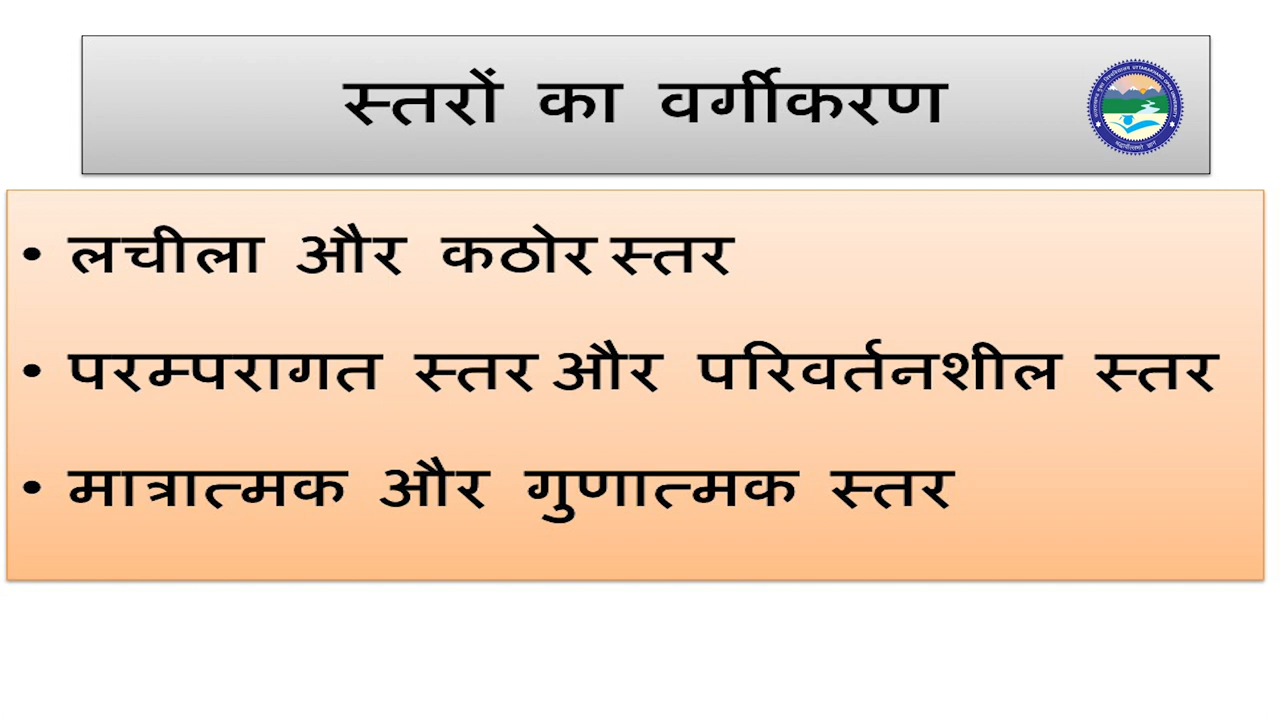 स्तरों का वर्गीकरण
• लचीला और कठोर स्तर
• परम्परागत स्तर और परिवर्तनशील स्तर
• मात्रात्मक और गुणात्मक स्तर